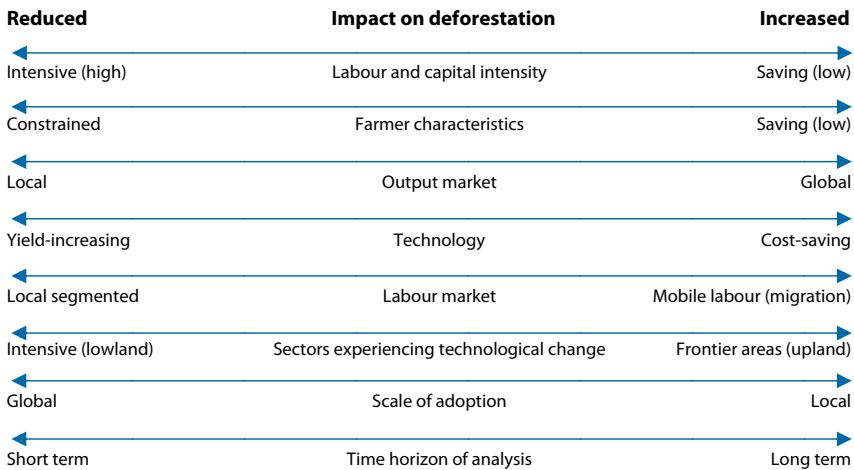 Reduced Impact on deforestation Increased
Intensive (high) Labour and capital intensity Saving (low)
Constrained Farmer characteristics Saving (low)
Local Output market Global
Yield-increasing Technology Cost-saving
Local segmented Labour market Mobile labour (migration)
Intensive (lowland) Sectors experiencing technological change Frontier areas (upland)
Global Scale of adoption Local
Short term Time horizon of analysis Long term